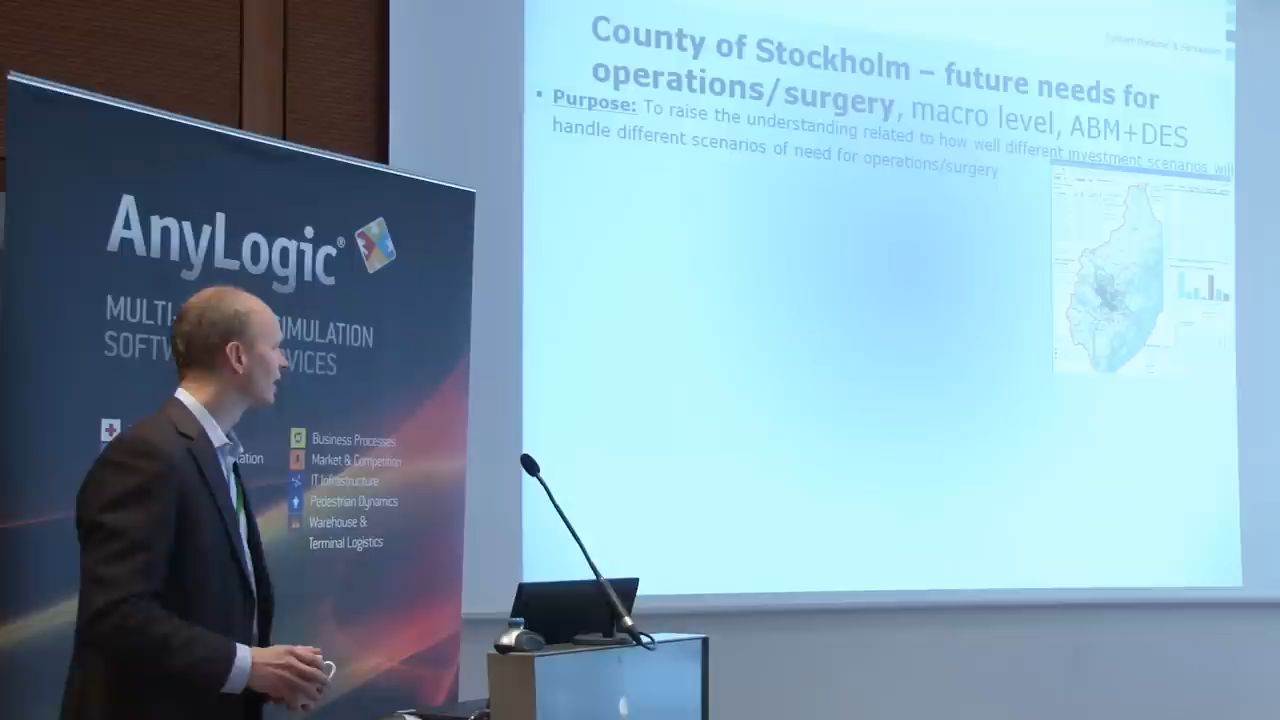 AnyLogic®
MULTI- SIMULATION
SOFTW VICES
ation
Business Processes
Market & Competition
IT Infrastructure
Pedestrian Dynamics
Warehouse &
Terminal Logistics
County of Stockholm – future needs for
operations/surgery, macro level, ABM+DES
• Purpose: To raise the understanding related to how well different investment scenarios will
handle different scenarios of need for operations/surgery